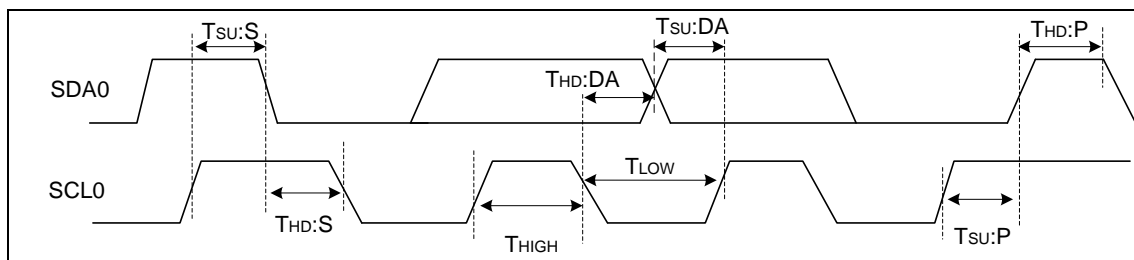 TSU:S
TSU:DA
THD:P
SDA0
THD:DA
SCL0
TLOW
THD:S
THIGH
TSU:P